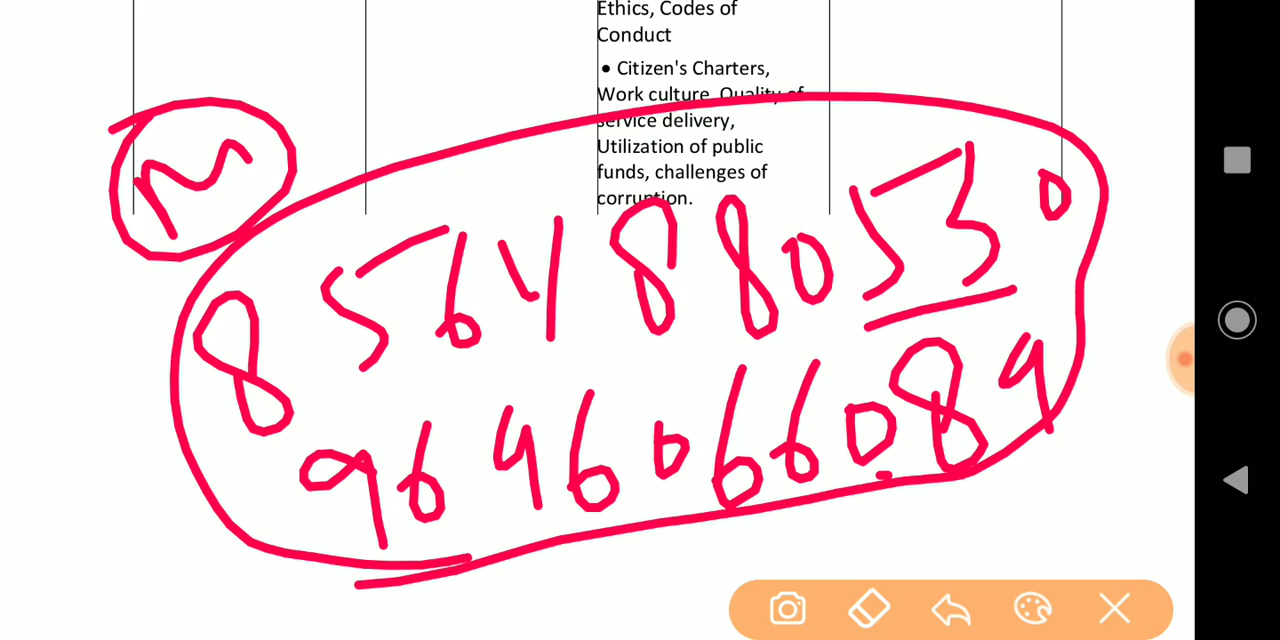 Ethics, Codes of
Conduct
• Citizen's Charters,
Work culture, Quality of
service delivery,
Utilization of public
funds, challenges of
corruption.
8564880530
9696066089